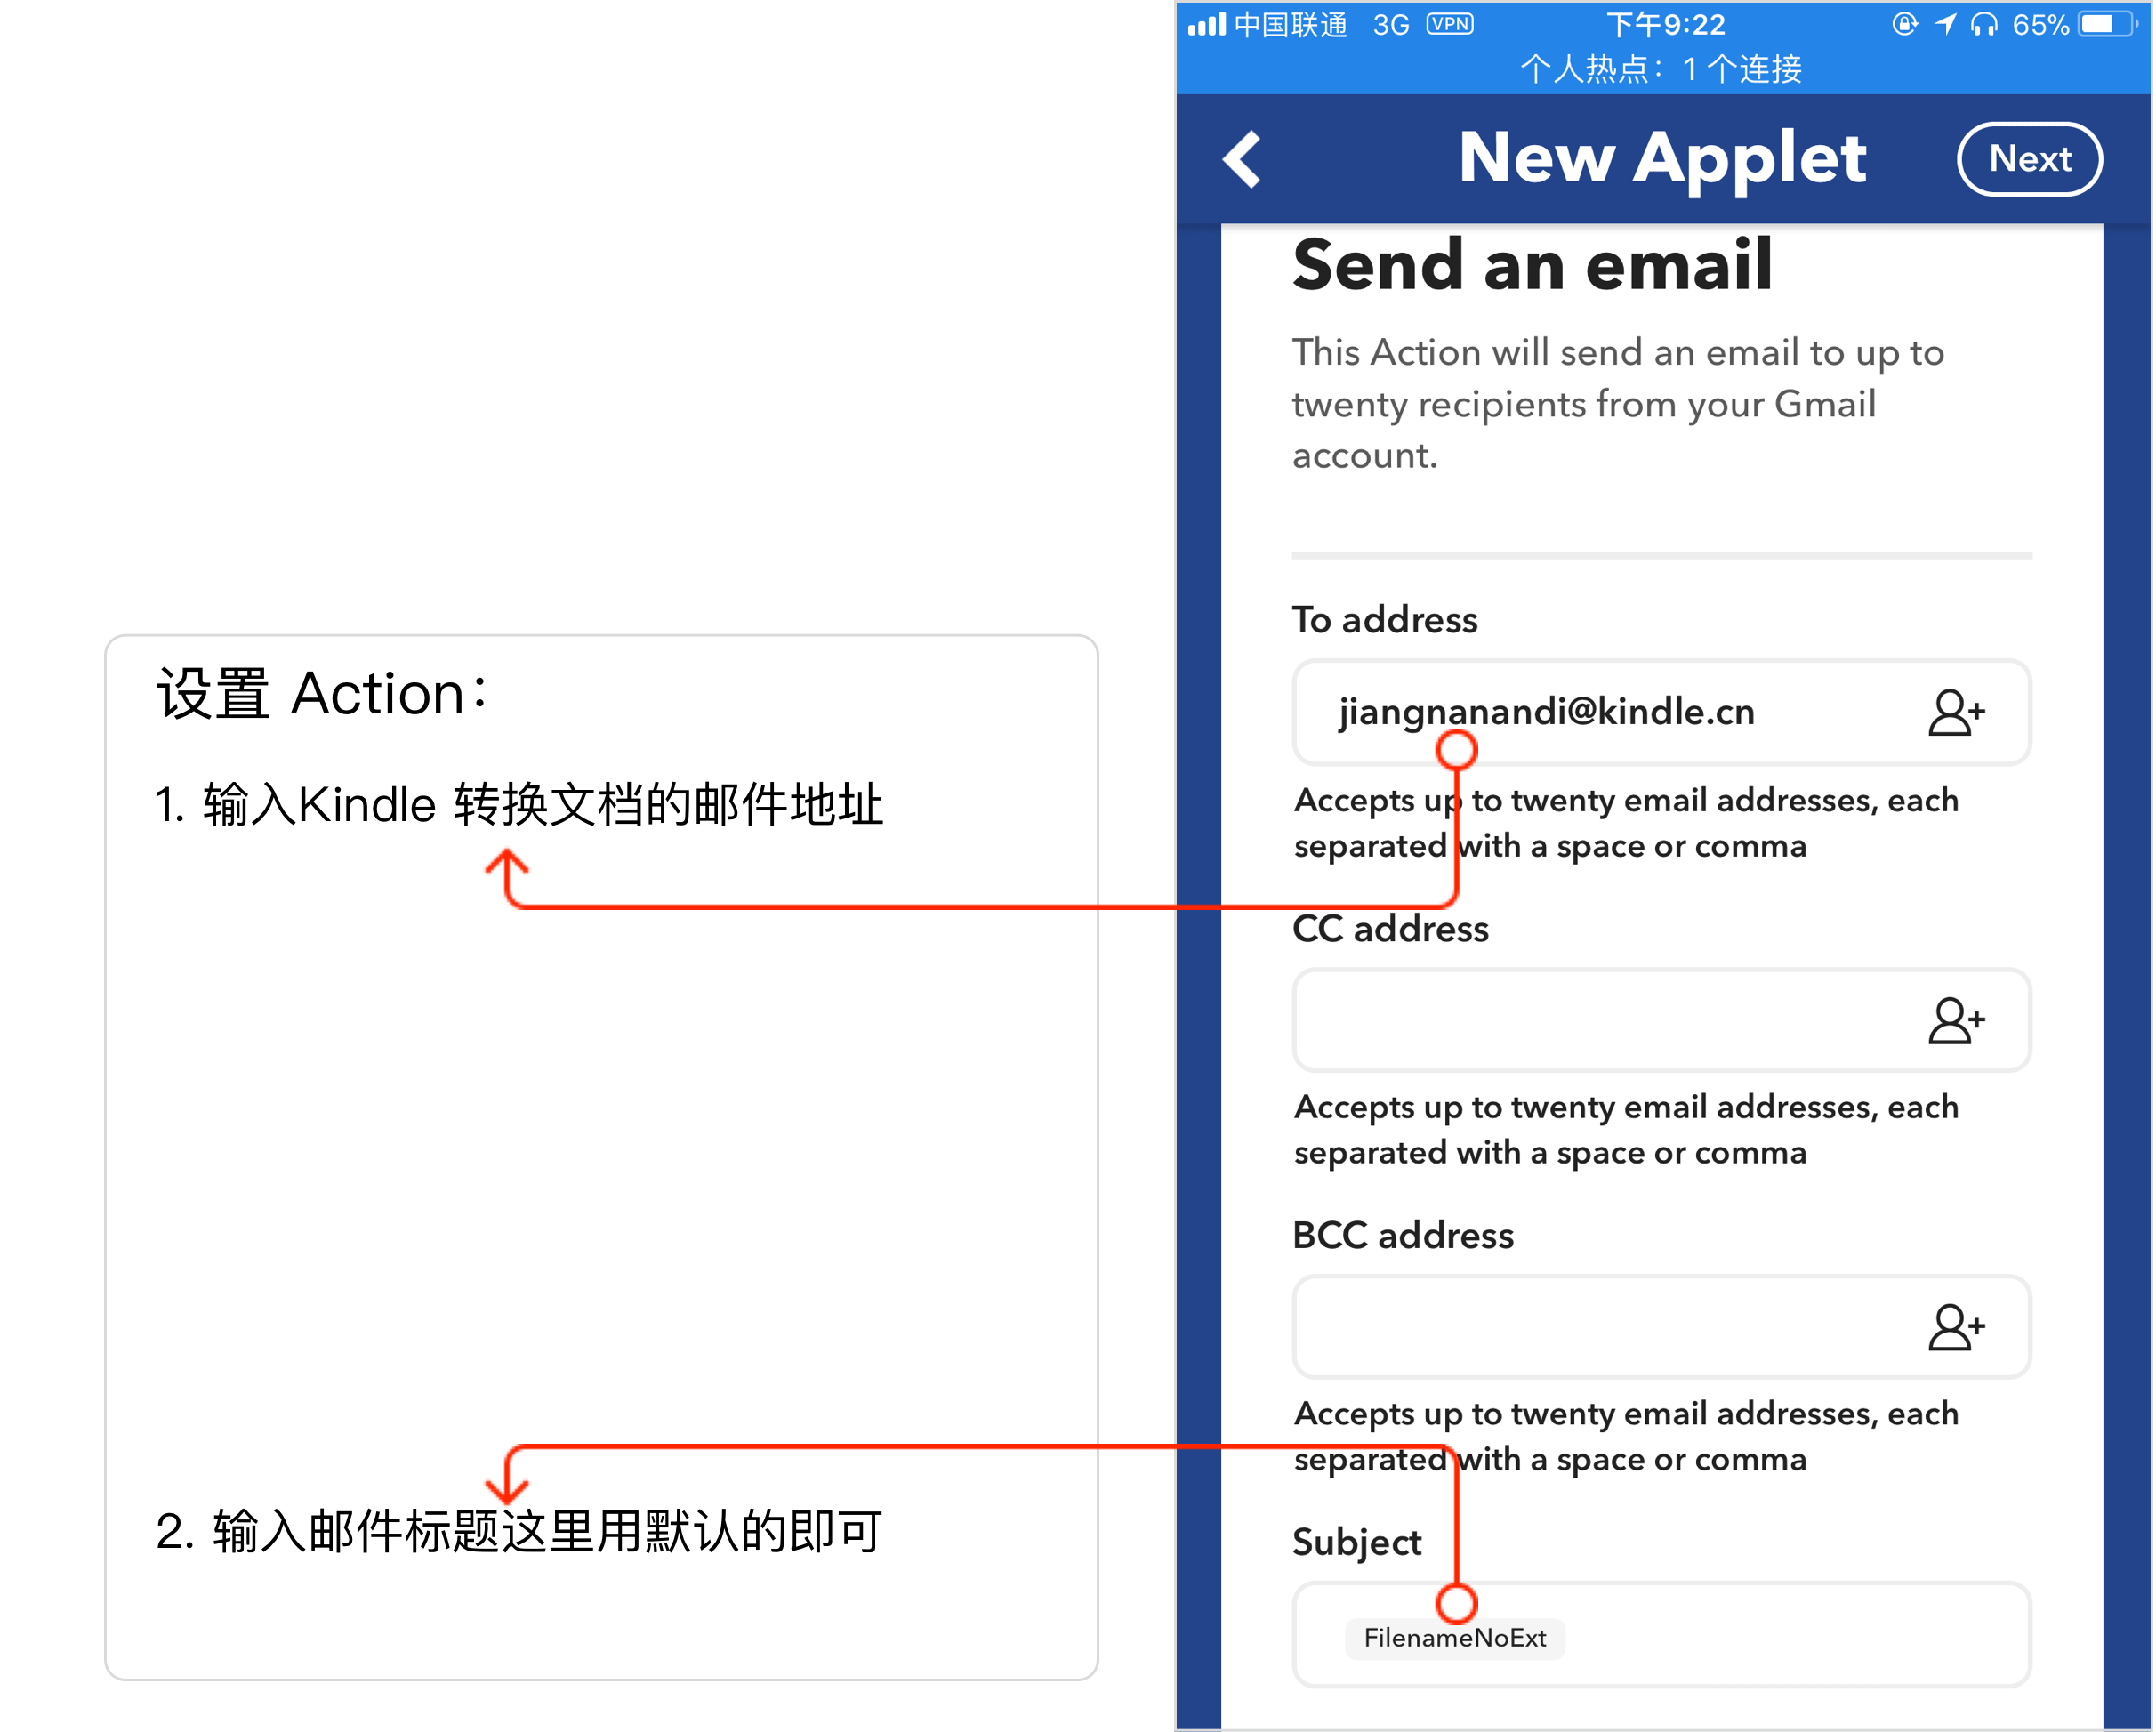 中国联通 3G VPN 下午9:22 65%
个人热点：1 个连接
New Applet
Next
Send an email
This Action will send an email to up to
twenty recipients from your Gmail
account.
To address
jiangnanandi@kindle.cn
Accepts up to twenty email addresses, each
separated with a space or comma
CC address
Accepts up to twenty email addresses, each
separated with a space or comma
BCC address
Accepts up to twenty email addresses, each
separated with a space or comma
Subject
FilenameNoExt
设置 Action：
1. 输入Kindle 转换文档的邮件地址
2. 输入邮件标题这里用默认的即可